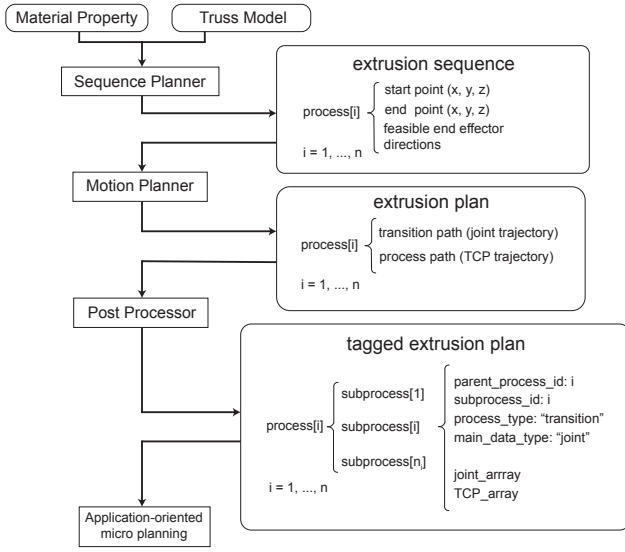 Material Property
Truss Model
Sequence Planner
extrusion sequence
process[i]
start point (x, y, z)
end point (x, y, z)
feasible end effector
directions
i = 1, ..., n
Motion Planner
extrusion plan
process[i]
transition path (joint trajectory)
process path (TCP trajectory)
i = 1, ..., n
Post Processor
tagged extrusion plan
process[i]
subprocess[1]
subprocess[i]
subprocess[nᵢ]
parent_process_id: i
subprocess_id: i
process_type: “transition”
main_data_type: “joint”
joint_arrray
TCP_array
i = 1, ..., n
Application-oriented
micro planning